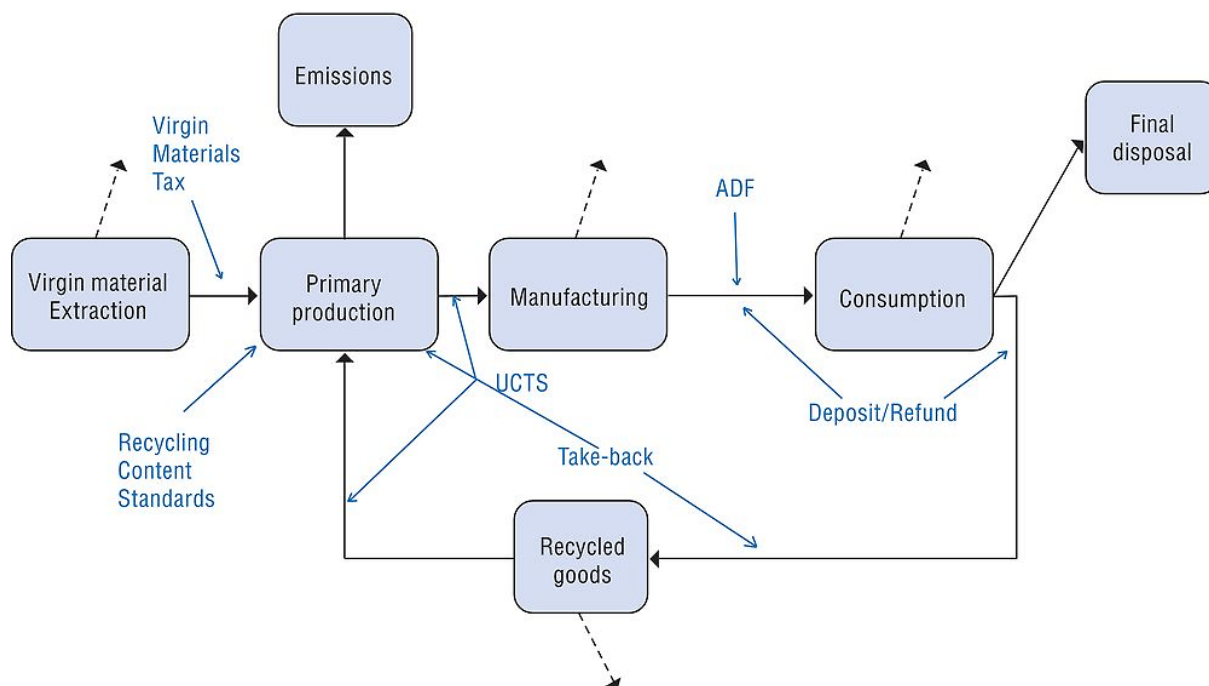 Emissions
Final
disposal
Virgin
Materials
Tax
ADF
Virgin material
Extraction
Primary
production
Manufacturing
Consumption
UCTS
Deposit/Refund
Recycling
Content
Standards
Take-back
Recycled
goods